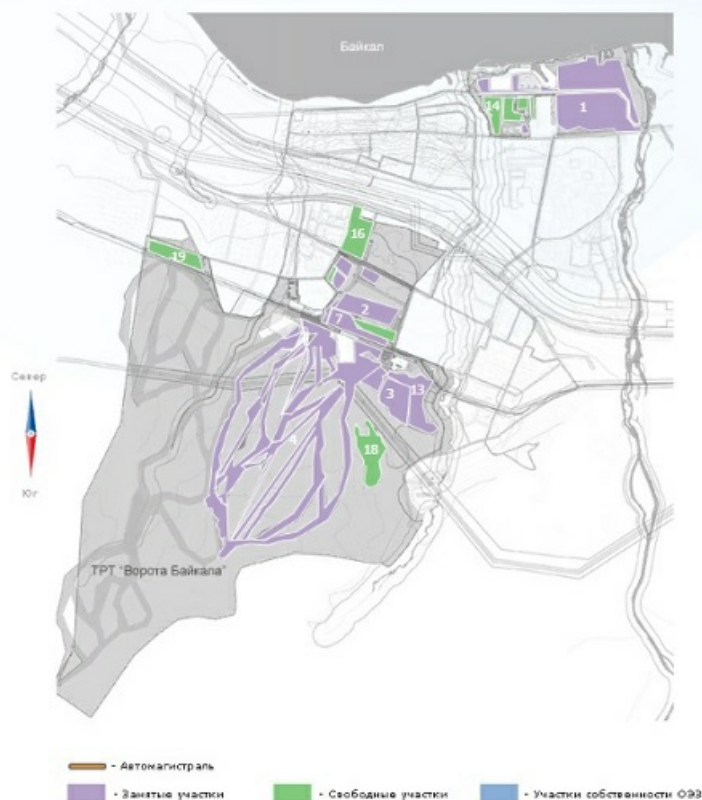 Байкал
14
1
16
19
2
7
3
13
4
18
Север
Юг
ТРТ "Ворота Байкала"
- Автомагистраль
- Занятые участки
- Свободные участки
- Участки собственности ОЭЗ